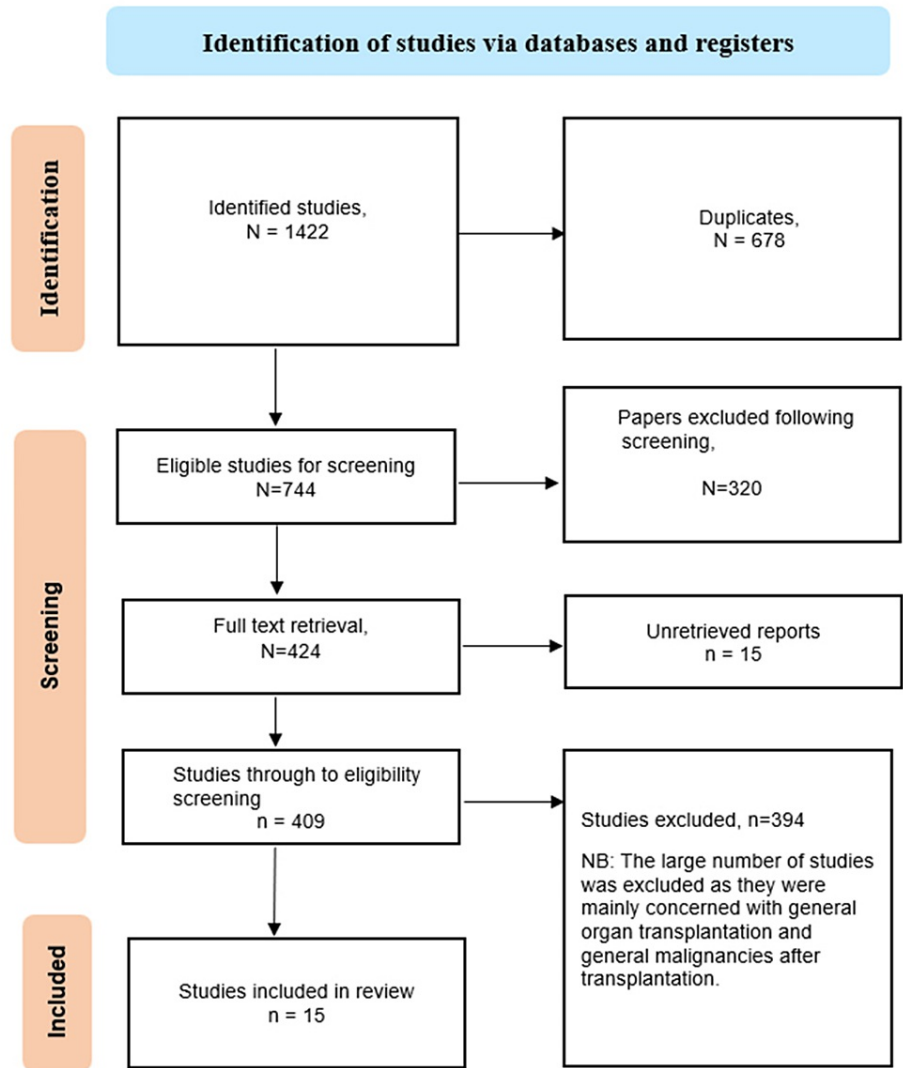 Identification of studies via databases and registers
Identification
Identified studies,
N = 1422
Duplicates,
N = 678
Screening
Eligible studies for screening
N=744
Papers excluded following
screening,
N=320
Full text retrieval,
N=424
Unretrieved reports
n = 15
Studies through to eligibility
screening
n = 409
Studies excluded, n=394
NB: The large number of studies
was excluded as they were
mainly concerned with general
organ transplantation and
general malignancies after
transplantation.
Included
Studies included in review
n = 15